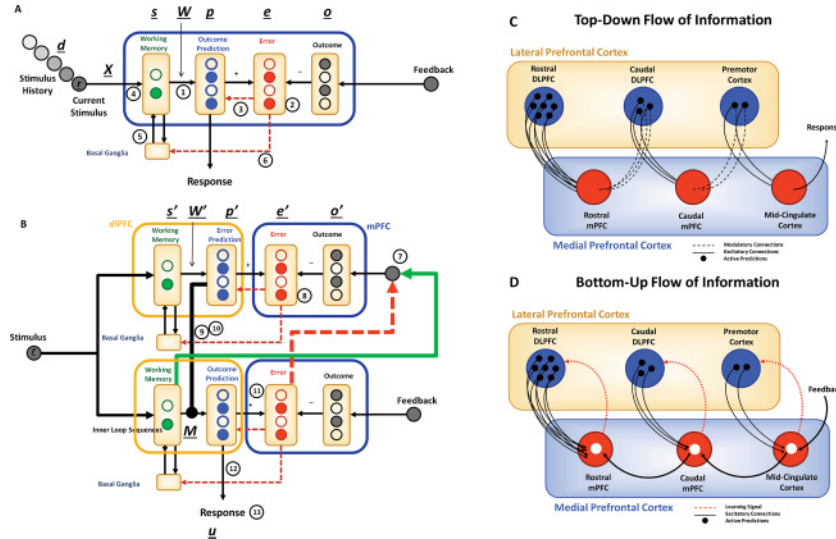 A
s W p e o
Working Memory
Outcome Prediction
Error
Outcome
d
X
Stimulus History
r
Current Stimulus
+
−
Feedback
1
2
3
4
5
6
Basal Ganglia
Response
B
s' W' p' e' o'
dlPFC
mPFC
Working Memory
Error Prediction
Error
Outcome
+
−
7
8
9 10
Basal Ganglia
Stimulus
Working Memory
Outcome Prediction
Error
Outcome
11
+
−
Feedback
Inner Loop Sequences
M
Basal Ganglia
12
Response 13
u
C
Top-Down Flow of Information
Lateral Prefrontal Cortex
Rostral DLPFC
Caudal DLPFC
Premotor Cortex
Respons
Rostral mPFC
Caudal mPFC
Mid-Cingulate Cortex
Medial Prefrontal Cortex
Modulatory Connections
Excitatory Connections
Active Predictions
D
Bottom-Up Flow of Information
Lateral Prefrontal Cortex
Rostral DLPFC
Caudal DLPFC
Premotor Cortex
Feedba
Rostral mPFC
Caudal mPFC
Mid-Cingulate Cortex
Medial Prefrontal Cortex
Learning Signal
Excitatory Connections
Active Predictions